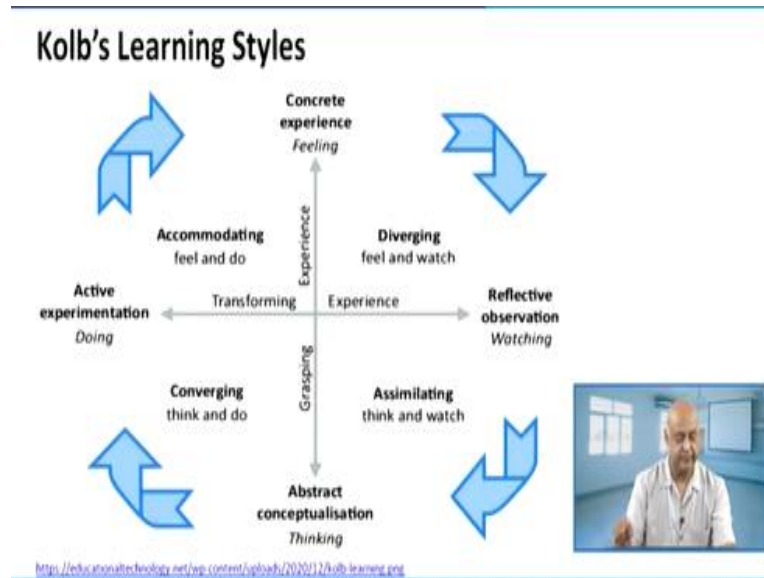 Kolb's Learning Styles
Concrete
experience
Feeling
Accommodating
feel and do
Experience
Diverging
feel and watch
Active
experimentation
Doing
Transforming
Experience
Reflective
observation
Watching
Grasping
Converging
think and do
Assimilating
think and watch
Abstract
conceptualisation
Thinking
https://educationaltechnology.net/wp-content/uploads/2020/12/kolb-learning.png